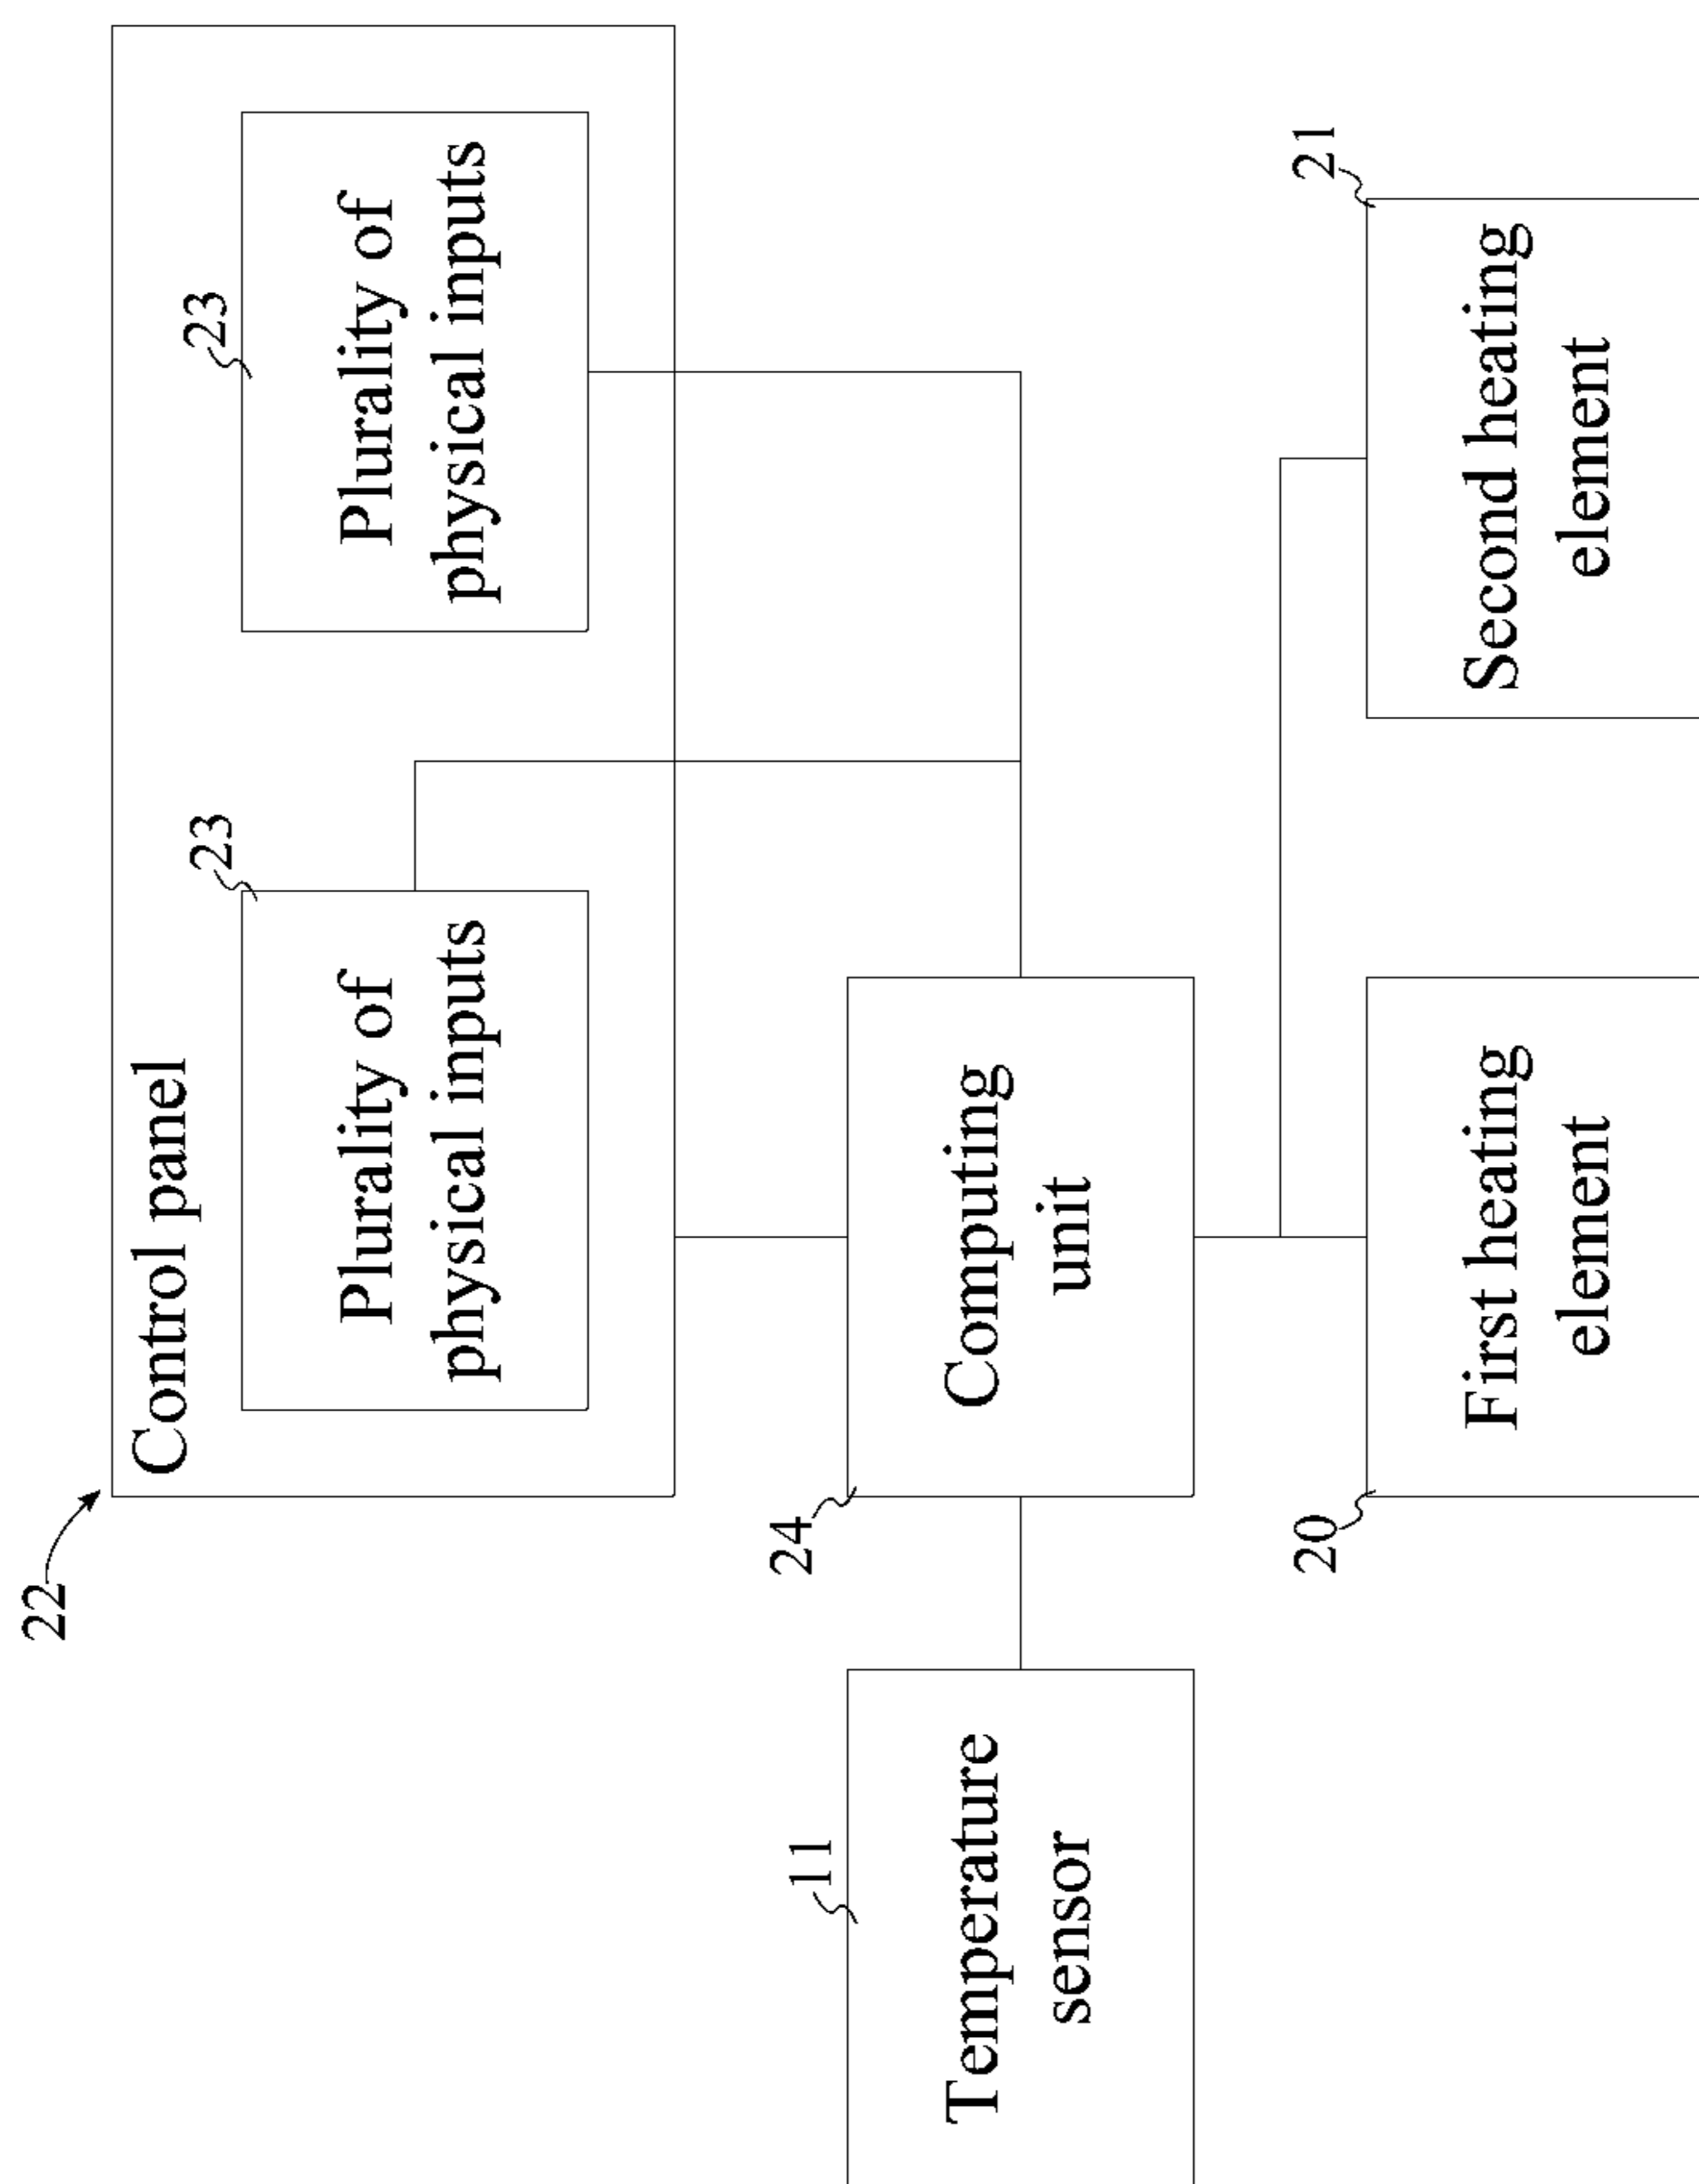 22
Control panel
23
Plurality of
physical inputs
23
Plurality of
physical inputs
11
Temperature
sensor
24
Computing
unit
20
First heating
element
21
Second heating
element